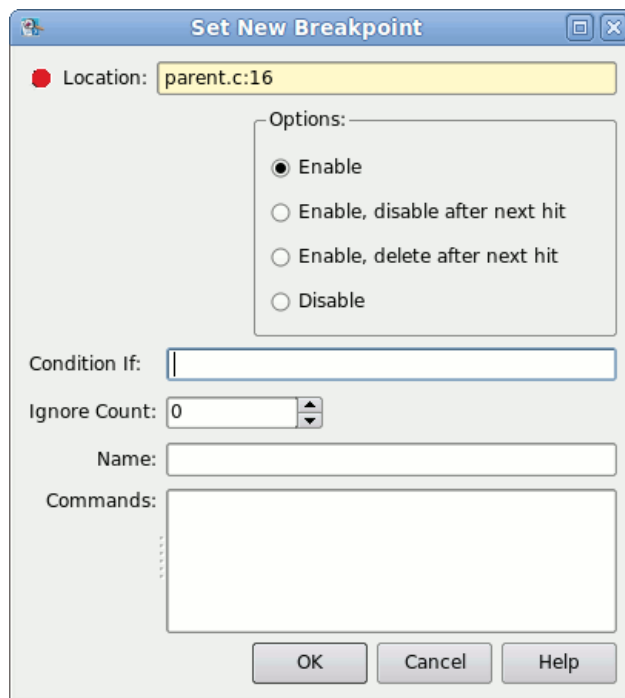 Set New Breakpoint
Location: parent.c:16
Options:
Enable
Enable, disable after next hit
Enable, delete after next hit
Disable
Condition If:
Ignore Count: 0
Name:
Commands:
OK Cancel Help